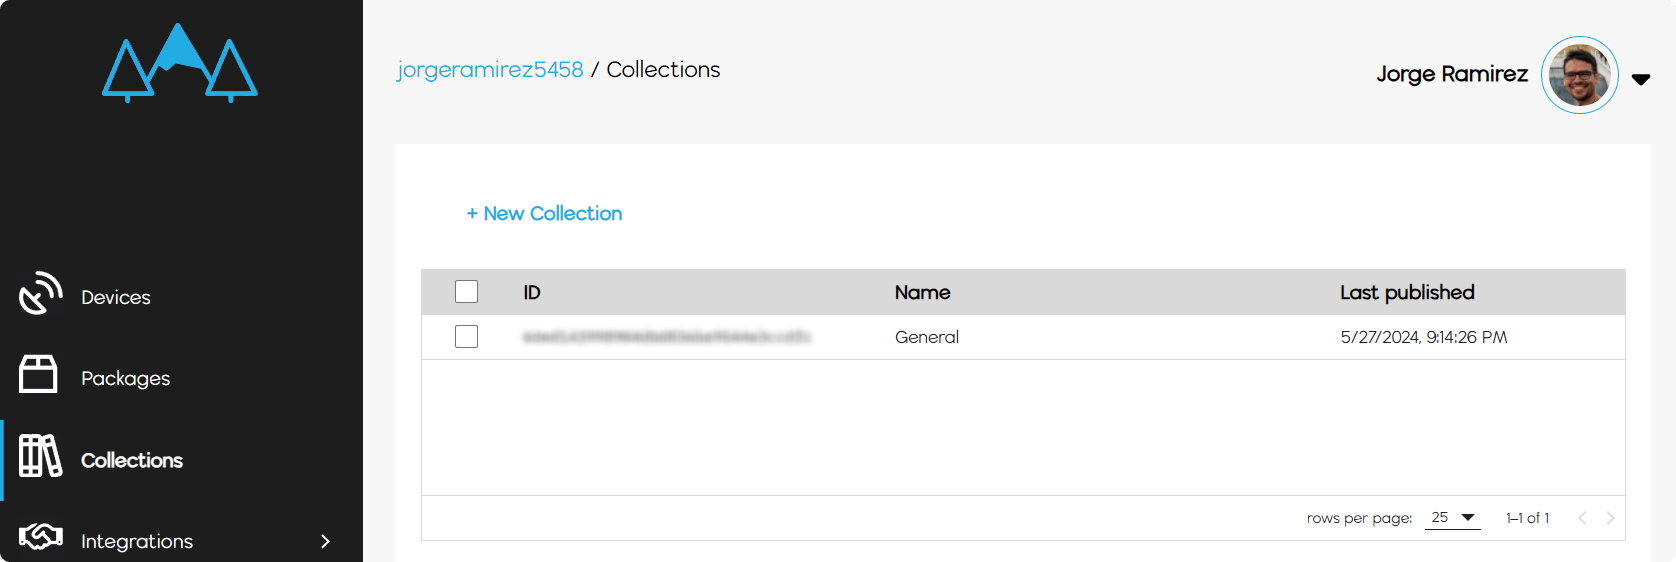 jorgeramirez5458 / Collections
Jorge Ramirez
+ New Collection
ID Name Last published
General 5/27/2024, 9:14:26 PM
rows per page: 25 1–1 of 1
Devices
Packages
Collections
Integrations